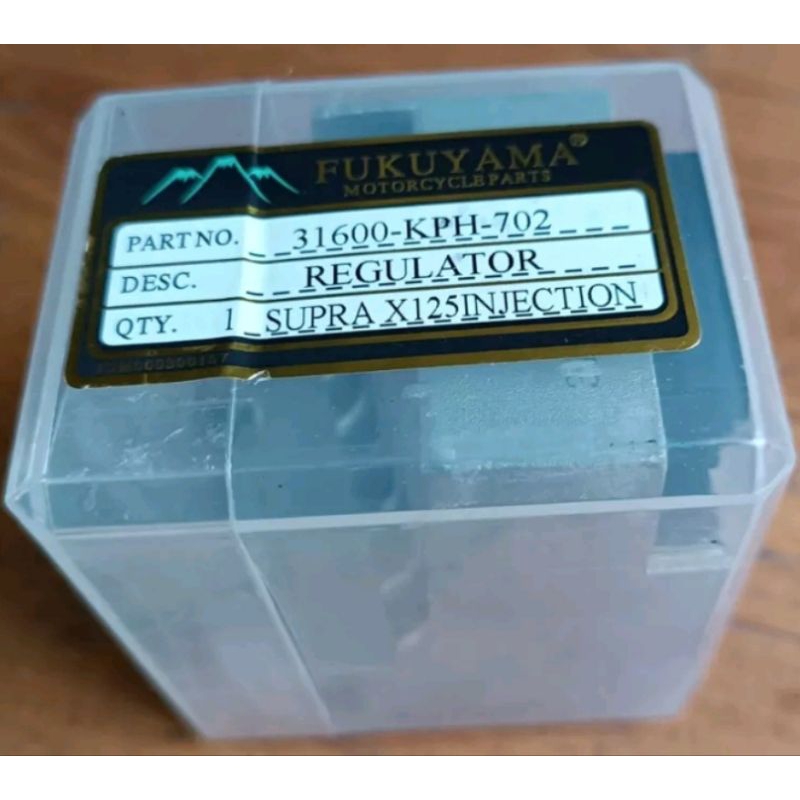 FUKUYAMA®
MOTORCYCLE PARTS
PART NO. 31600-KPH-702
DESC. REGULATOR
QTY. 1 SUPRA X125INJECTION